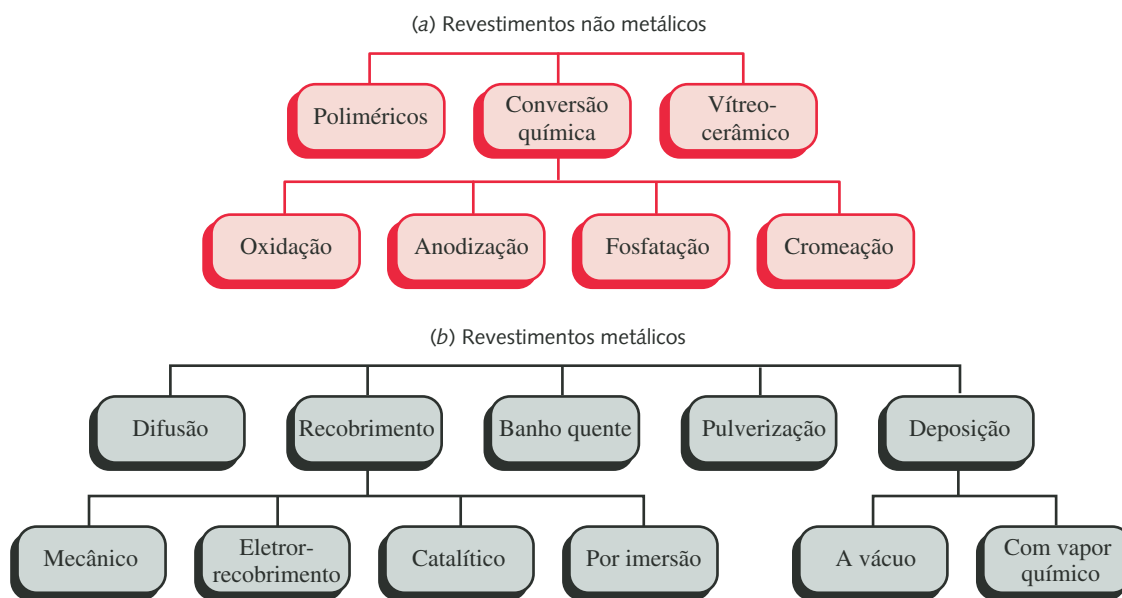 (a) Revestimentos não metálicos
Poliméricos
Conversão
química
Vítreo-
cerâmico
Oxidação
Anodização
Fosfatação
Cromeação
(b) Revestimentos metálicos
Difusão
Recobrimento
Banho quente
Pulverização
Deposição
Mecânico
Eletror-
recobrimento
Catalítico
Por imersão
A vácuo
Com vapor
químico